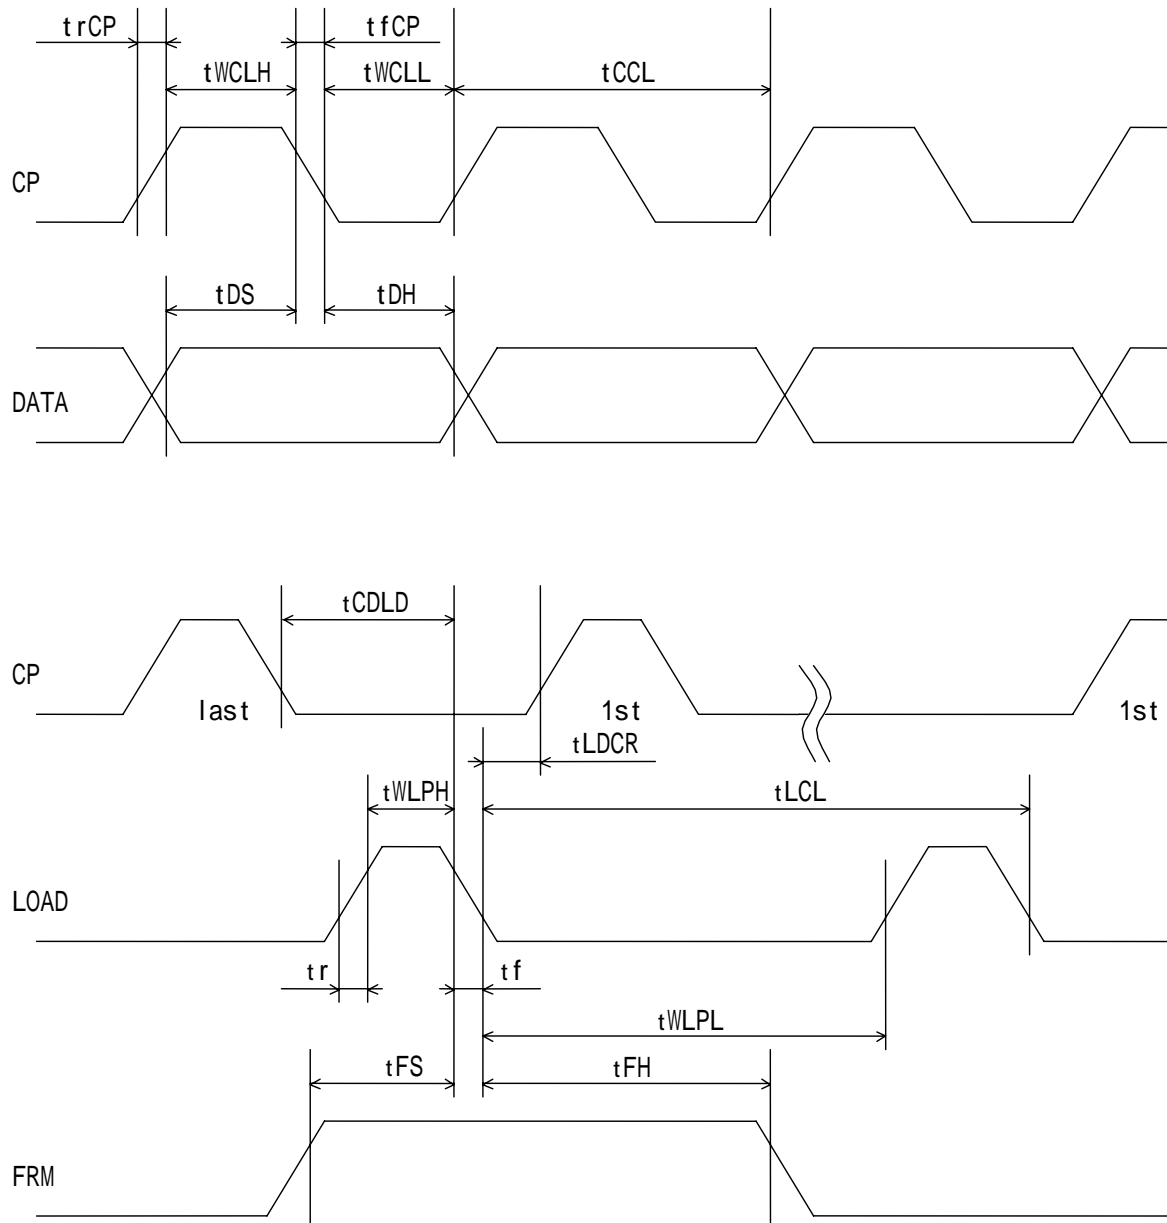 trCP tfCP
tWCLH tWCLL tCCL
CP
tDS tDH
DATA
tCDLD
CP
last 1st 1st
tLDCR
tWLPH tLCL
LOAD
tr tf
tWLPL
tFS tFH
FRM